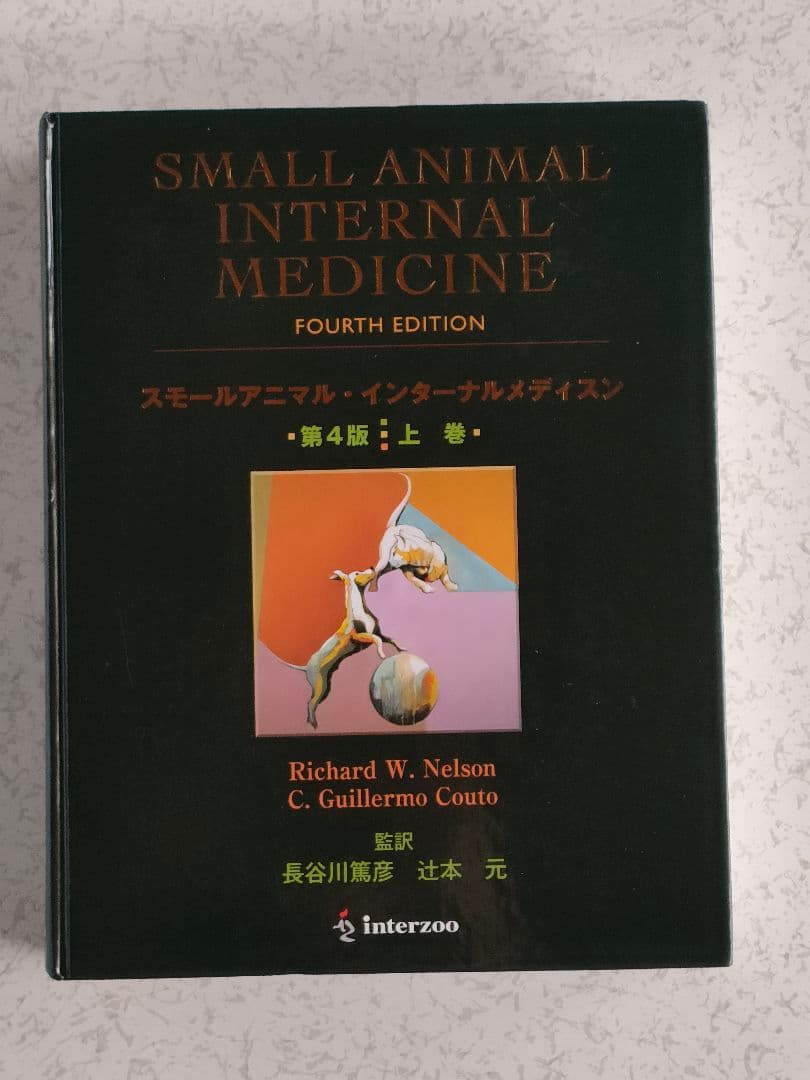 SMALL ANIMAL
INTERNAL
MEDICINE
FOURTH EDITION
スモールアニマル・インターナルメディスン
第4版 上 巻
Richard W. Nelson
C. Guillermo Couto
監訳
長谷川篤彦 辻本 元
interzoo